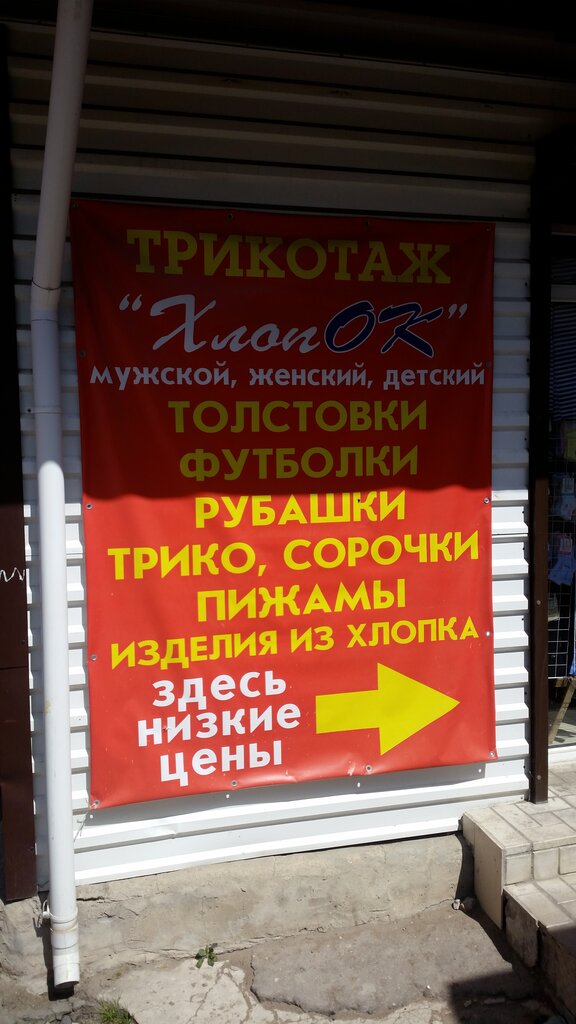 ТРИКОТАЖ
“ХлопОК”
мужской, женский, детский
ТОЛСТОВКИ
ФУТБОЛКИ
РУБАШКИ
ТРИКО, СОРОЧКИ
ПИЖАМЫ
ИЗДЕЛИЯ ИЗ ХЛОПКА
здесь
низкие
цены